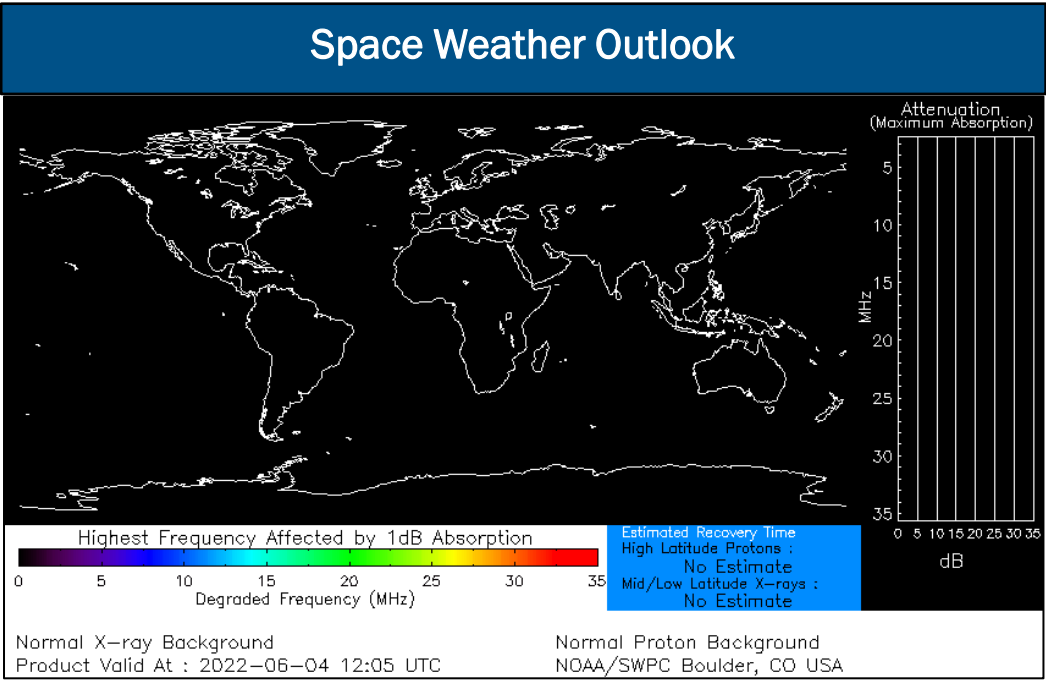 Space Weather Outlook
Attenuation
(Maximum Absorption)
5
10
15
20
25
30
35
MHz
0 5 10 15 20 25 30 35
dB
Highest Frequency Affected by 1dB Absorption
0 5 10 15 20 25 30 35
Degraded Frequency (MHz)
Estimated Recovery Time
High Latitude Protons :
No Estimate
Mid/Low Latitude X-rays :
No Estimate
Normal X-ray Background
Product Valid At : 2022-06-04 12:05 UTC
Normal Proton Background
NOAA/SWPC Boulder, CO USA